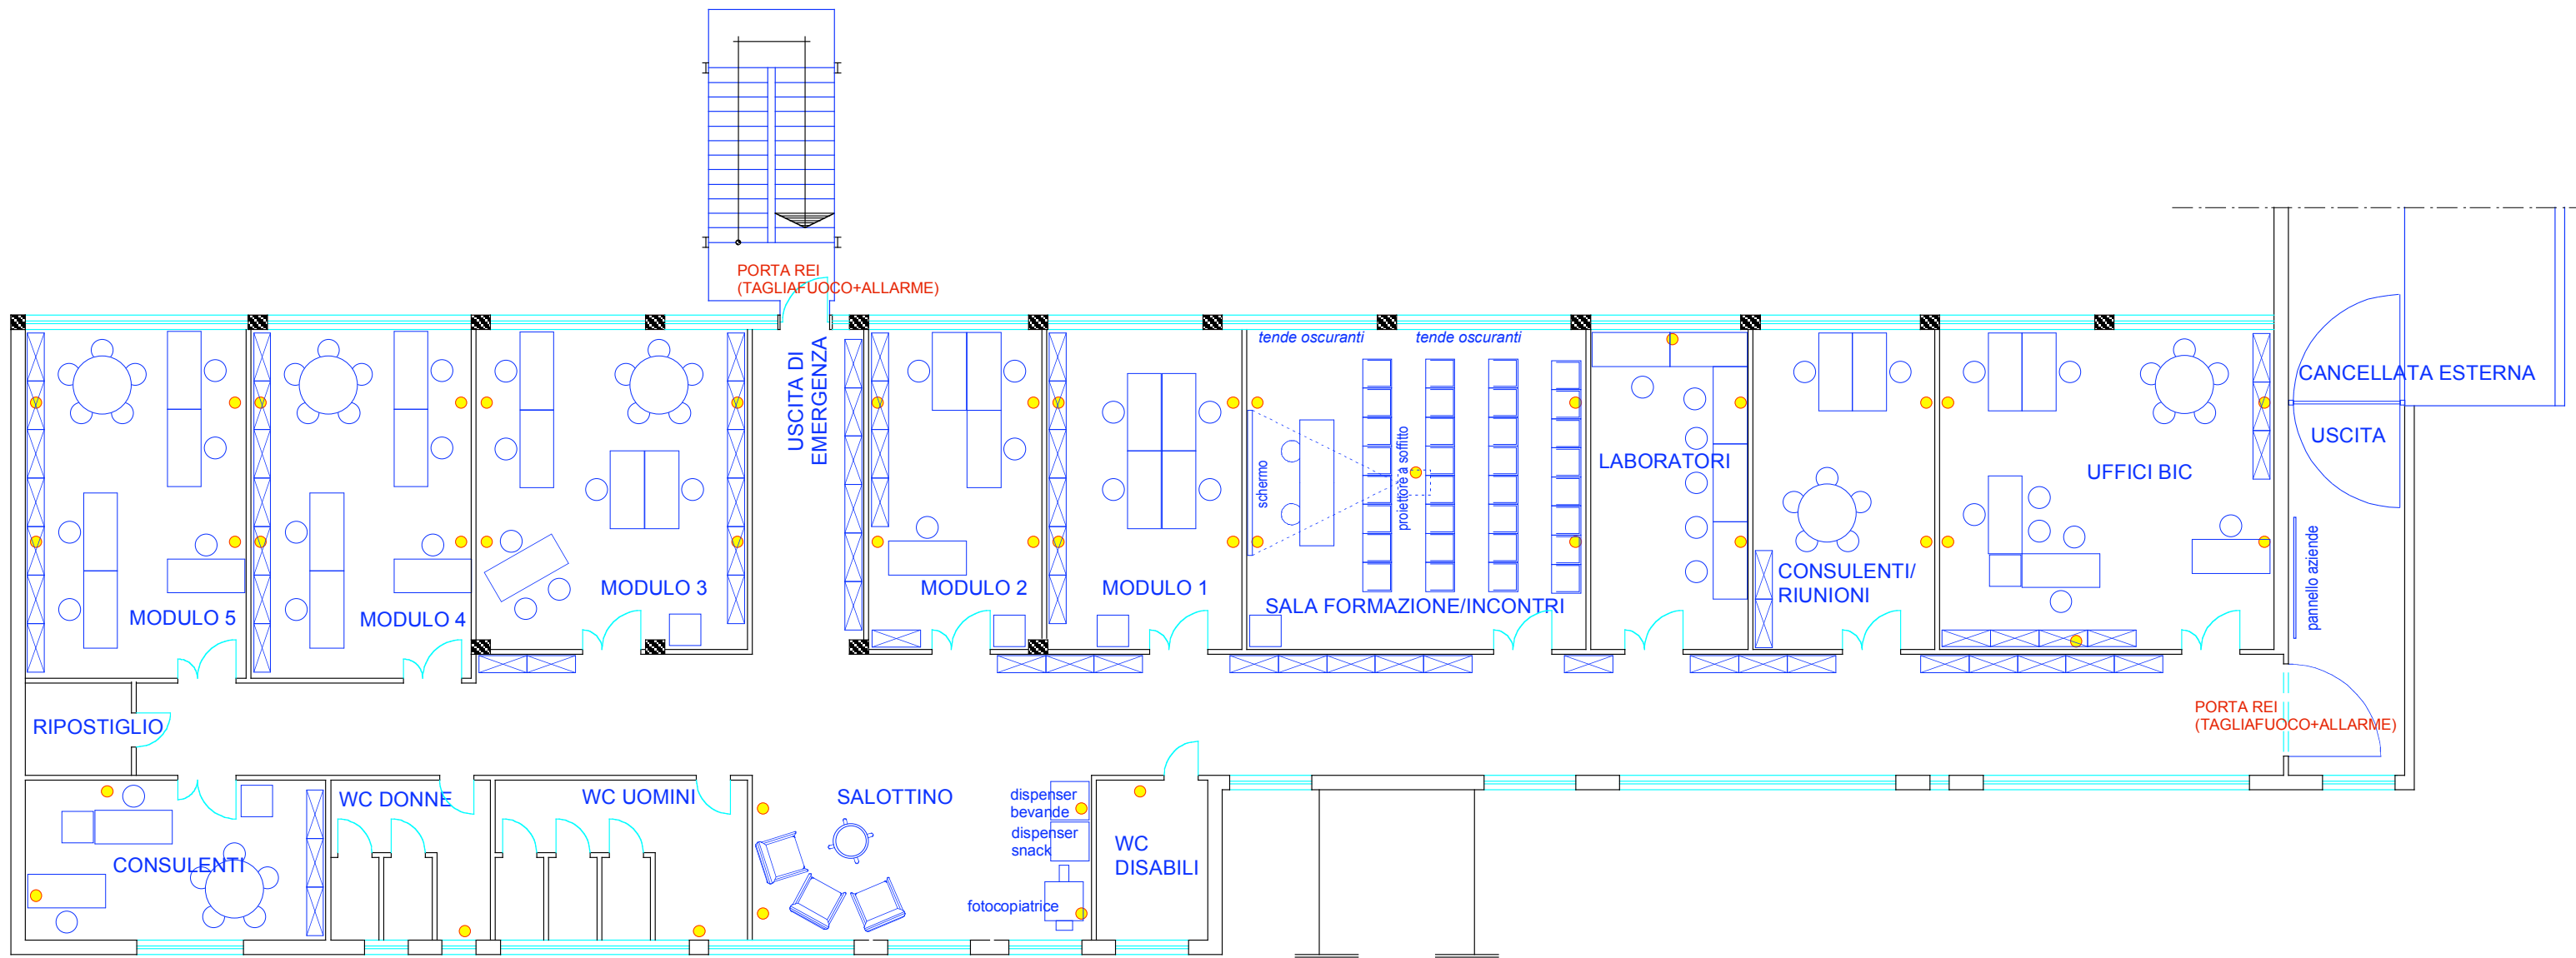 PORTA REI
(TAGLIAFUOCO+ALLARME)
USCITA DI
EMERGENZA
tende oscuranti
tende oscuranti
CANCELLATA ESTERNA
USCITA
schermo
proiettore a soffitto
LABORATORI
UFFICI BIC
pannello aziende
MODULO 5
MODULO 4
MODULO 3
MODULO 2
MODULO 1
SALA FORMAZIONE/INCONTRI
CONSULENTI/
RIUNIONI
RIPOSTIGLIO
PORTA REI
(TAGLIAFUOCO+ALLARME)
CONSULENTI
WC DONNE
WC UOMINI
SALOTTINO
dispenser
bevande
dispenser
snack
fotocopiatrice
WC
DISABILI